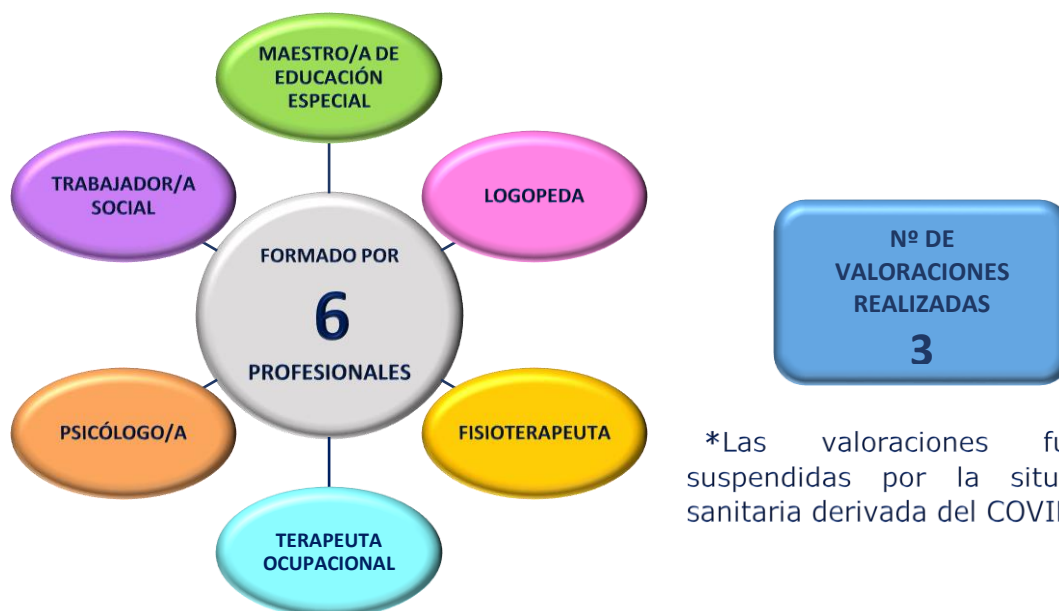 MAESTRO/A DE
EDUCACIÓN
ESPECIAL
TRABAJADOR/A
SOCIAL
LOGOPEDA
FORMADO POR
6
PROFESIONALES
PSICÓLOGO/A
FISIOTERAPEUTA
TERAPEUTA
OCUPACIONAL
Nº DE
VALORACIONES
REALIZADAS
3
*Las valoraciones
suspendidas por la
sanitaria derivada del